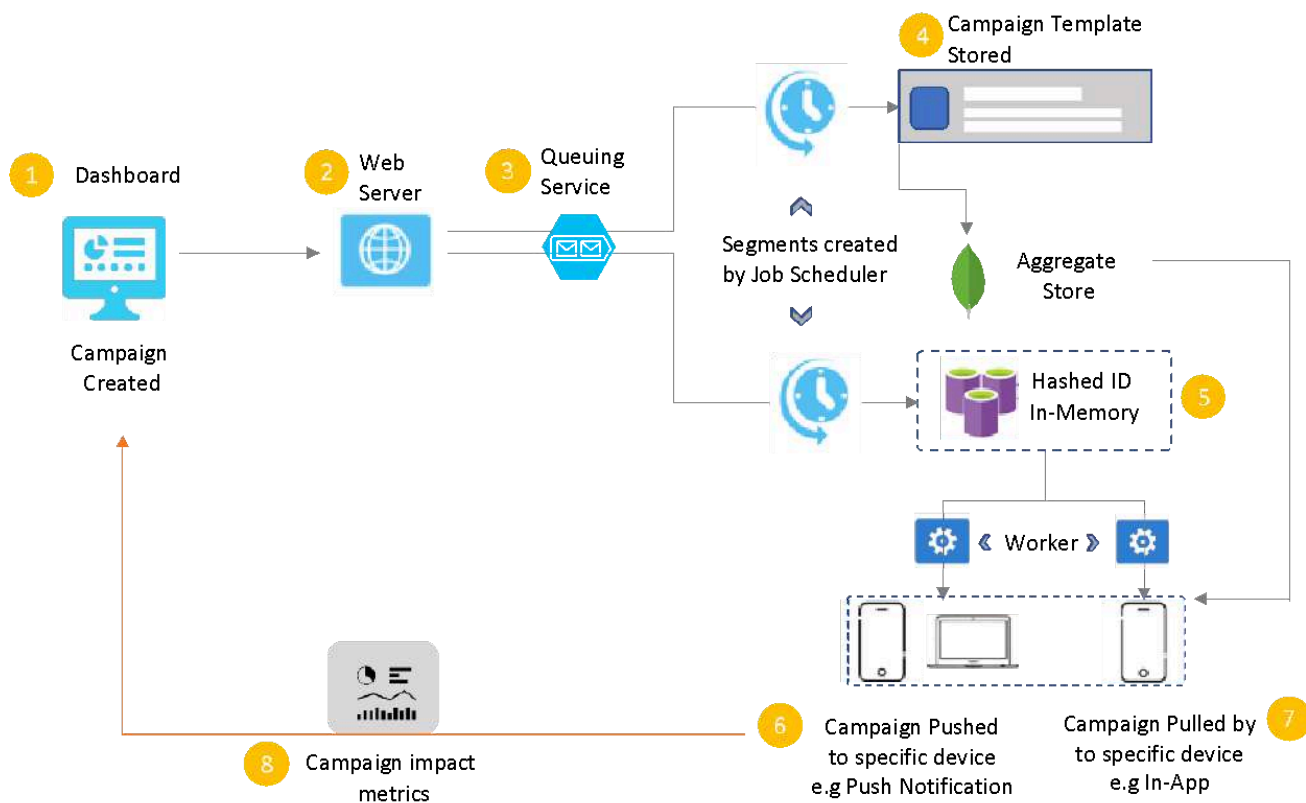 1
Dashboard
Campaign
Created
2
Web
Server
3
Queuing
Service
Segments created
by Job Scheduler
4
Campaign Template
Stored
Aggregate
Store
Hashed ID
In-Memory
5
Worker
6
Campaign Pushed
to specific device
e.g Push Notification
Campaign Pulled by
to specific device
e.g In-App
7
8
Campaign impact
metrics